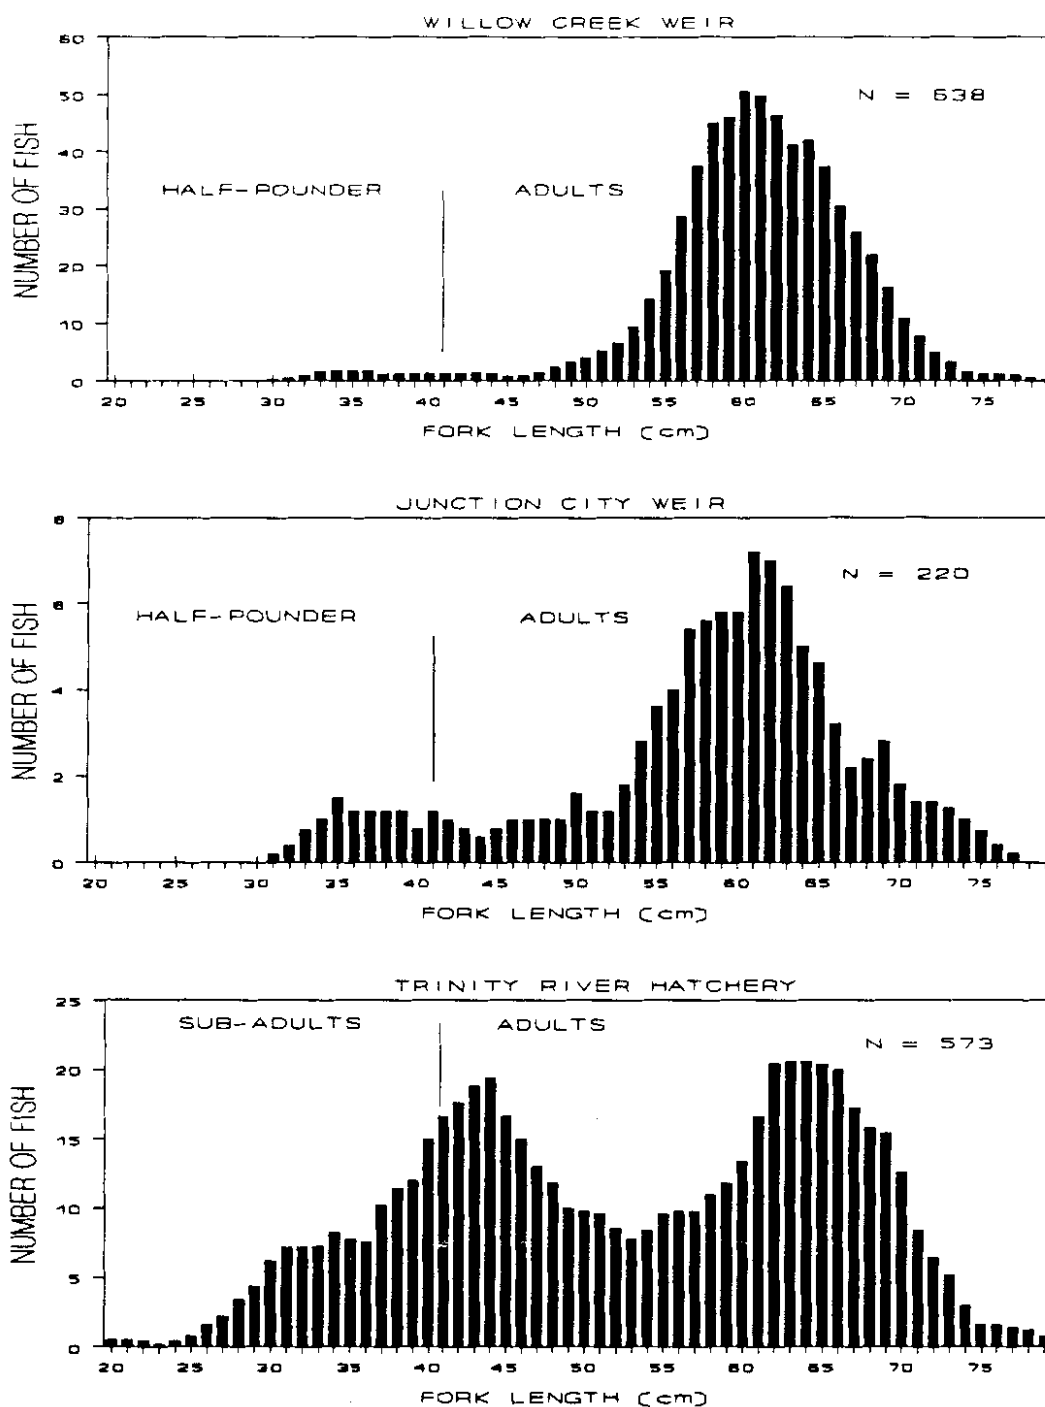 WILLOW CREEK WEIR
60
50
40
30
20
10
0
N = 638
HALF-POUNDER ADULTS
NUMBER OF FISH
20 25 30 35 40 45 50 55 60 65 70 75
FORK LENGTH (cm)
JUNCTION CITY WEIR
8
6
4
2
0
N = 220
HALF-POUNDER ADULTS
NUMBER OF FISH
20 25 30 35 40 45 50 55 60 65 70 75
FORK LENGTH (cm)
TRINITY RIVER HATCHERY
25
20
15
10
5
0
SUB-ADULTS ADULTS
N = 573
NUMBER OF FISH
20 25 30 35 40 45 50 55 60 65 70 75
FORK LENGTH (cm)